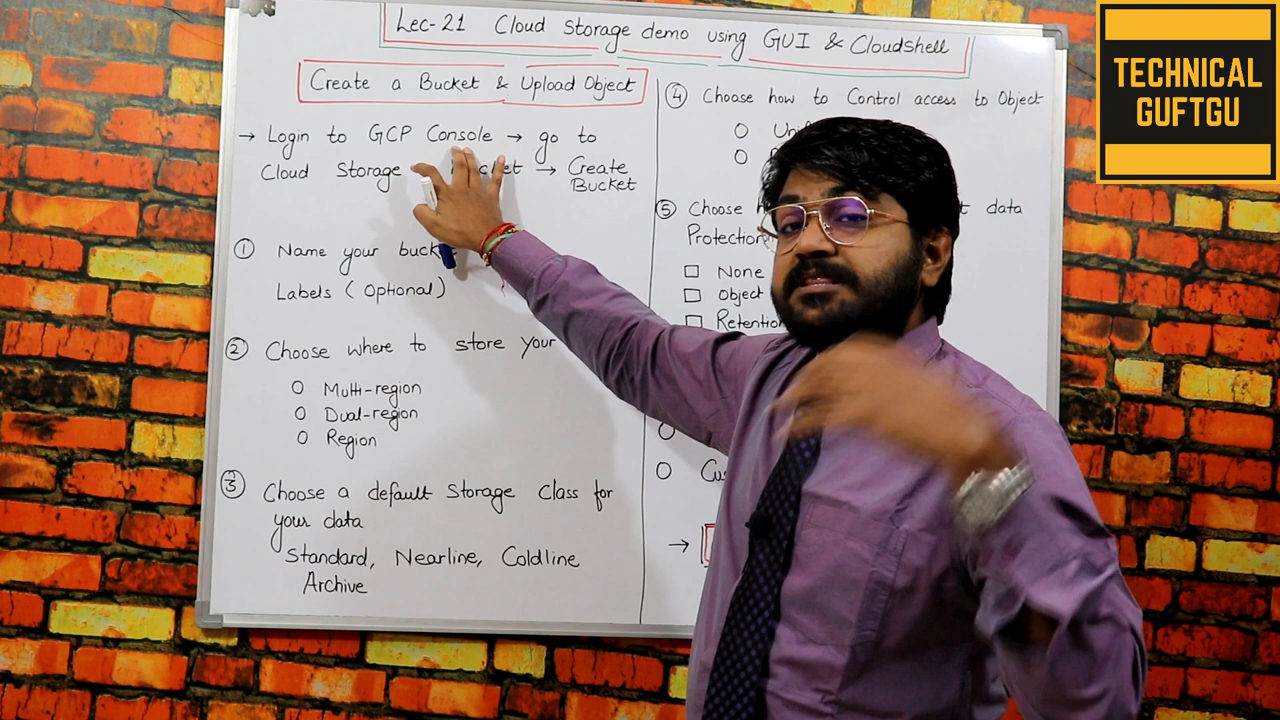 Lec-21 Cloud Storage demo using GUI & Cloudshell
Create a Bucket & Upload Object
→ Login to GCP Console → go to
Cloud Storage → Create
Bucket
① Name your
Labels (Optional)
② Choose where to store your
○ Multi-region
○ Dual-region
○ Region
③ Choose a default Storage Class for
your data
Standard, Nearline, Coldline
Archive
④ Choose how to Control access to Object
○
○
⑤ Choose data
Protection
□ None
□ Object
□ Retention
○
○
→
TECHNICAL
GUFTGU